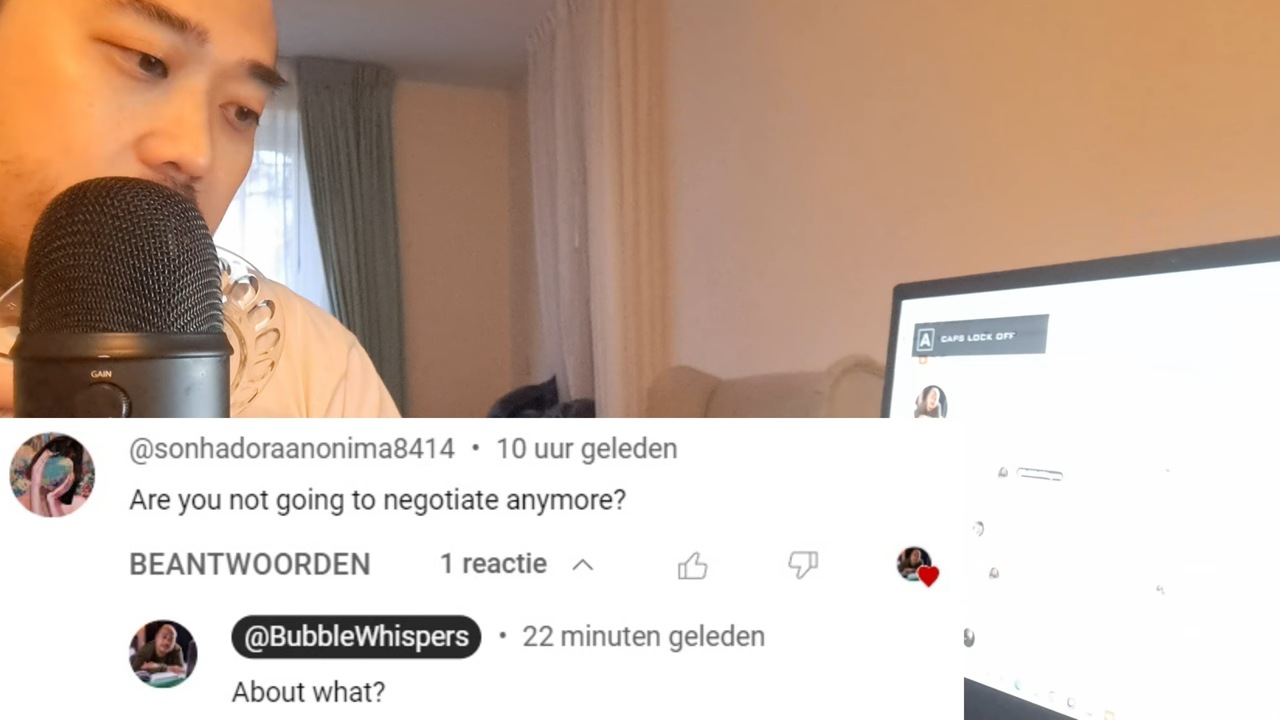 GAIN
A CAPS LOCK OFF
@sonhadoraanonima8414 • 10 uur geleden
Are you not going to negotiate anymore?
BEANTWOORDEN 1 reactie
@BubbleWhispers • 22 minuten geleden
About what?